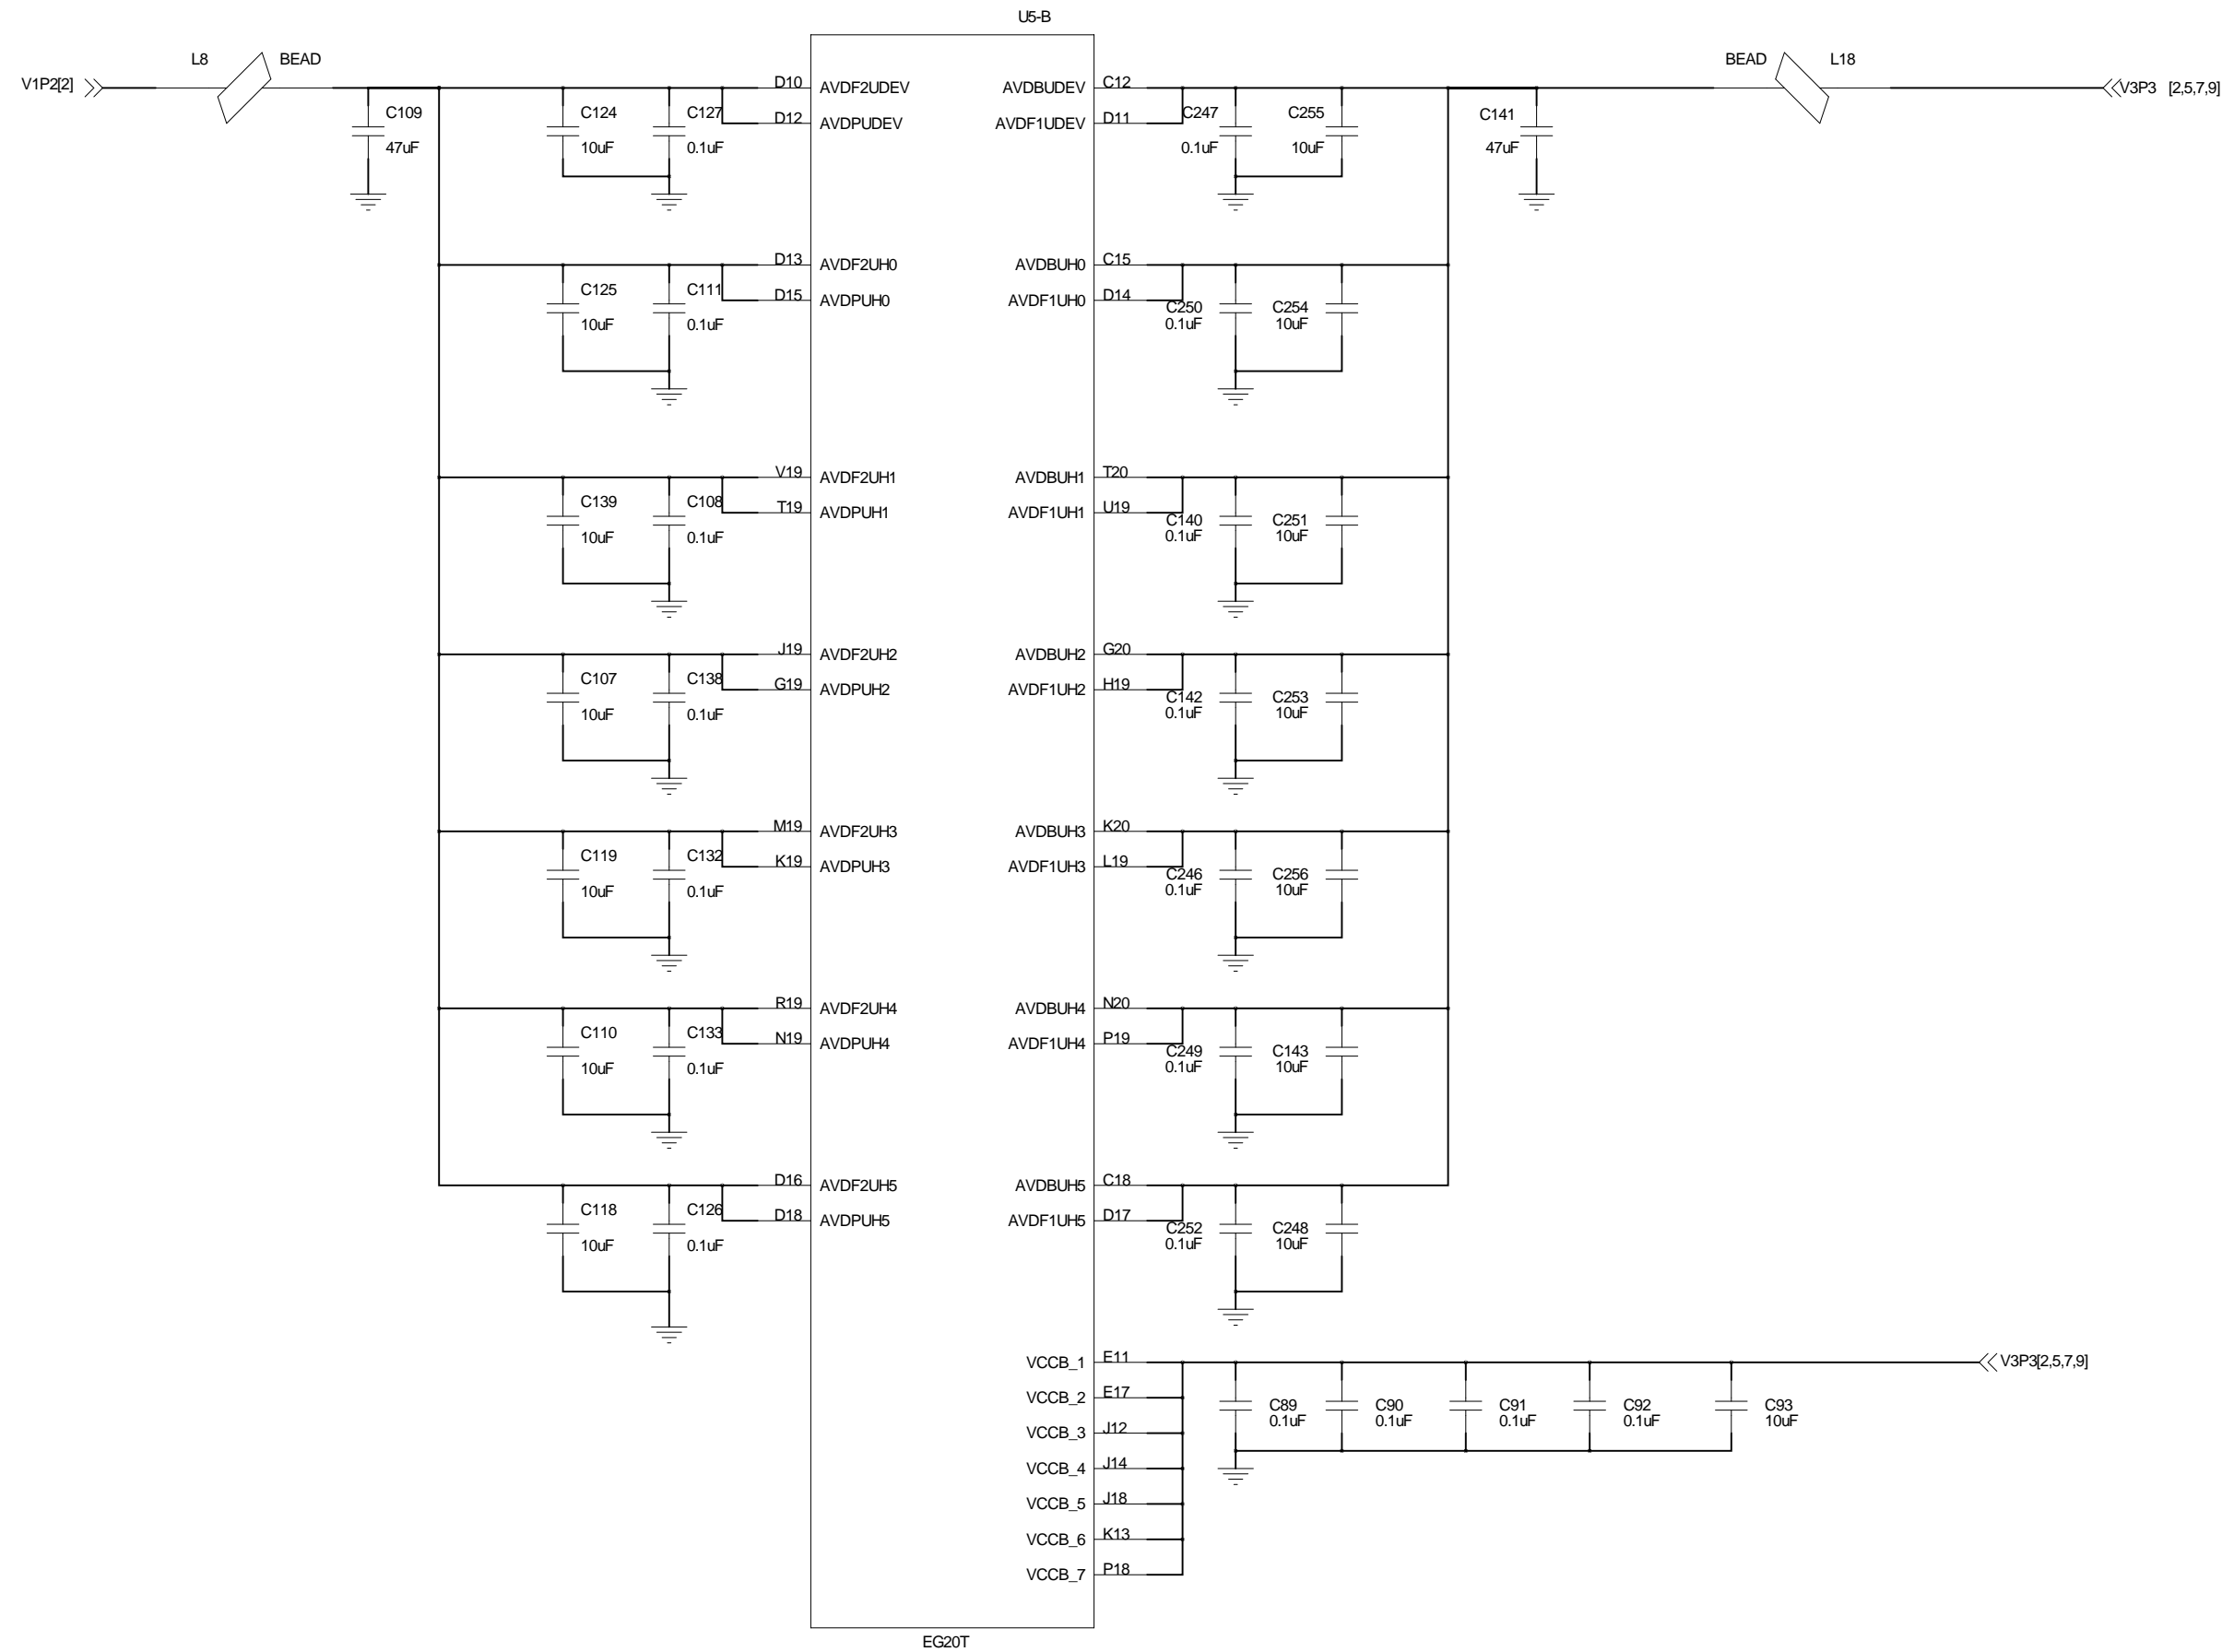 U5-B
L8 BEAD BEAD L18
V1P2[2] D10 AVDF2UDEV AVDBUDEV C12 V3P3 [2,5,7,9]
C109 C124 C127 D12 AVDPUDEV AVDF1UDEV D11 C247 C255 C141
47uF 10uF 0.1uF 0.1uF 10uF 47uF
D13 AVDF2UH0 AVDBUH0 C15
C125 C111 D15 AVDPUH0 AVDF1UH0 D14 C250 C254
10uF 0.1uF 0.1uF 10uF
V19 AVDF2UH1 AVDBUH1 T20
C139 C108 T19 AVDPUH1 AVDF1UH1 U19 C140 C251
10uF 0.1uF 0.1uF 10uF
J19 AVDF2UH2 AVDBUH2 G20
C107 C138 G19 AVDPUH2 AVDF1UH2 H19 C142 C253
10uF 0.1uF 0.1uF 10uF
M19 AVDF2UH3 AVDBUH3 K20
C119 C132 K19 AVDPUH3 AVDF1UH3 L19 C246 C256
10uF 0.1uF 0.1uF 10uF
R19 AVDF2UH4 AVDBUH4 N20
C110 C133 N19 AVDPUH4 AVDF1UH4 P19 C249 C143
10uF 0.1uF 0.1uF 10uF
D16 AVDF2UH5 AVDBUH5 C18
C118 C126 D18 AVDPUH5 AVDF1UH5 D17 C252 C248
10uF 0.1uF 0.1uF 10uF
VCCB_1 E11 V3P3[2,5,7,9]
VCCB_2 E17 C89 C90 C91 C92 C93
0.1uF 0.1uF 0.1uF 0.1uF 10uF
VCCB_3 J12
VCCB_4 J14
VCCB_5 J18
VCCB_6 K13
VCCB_7 P18
EG20T